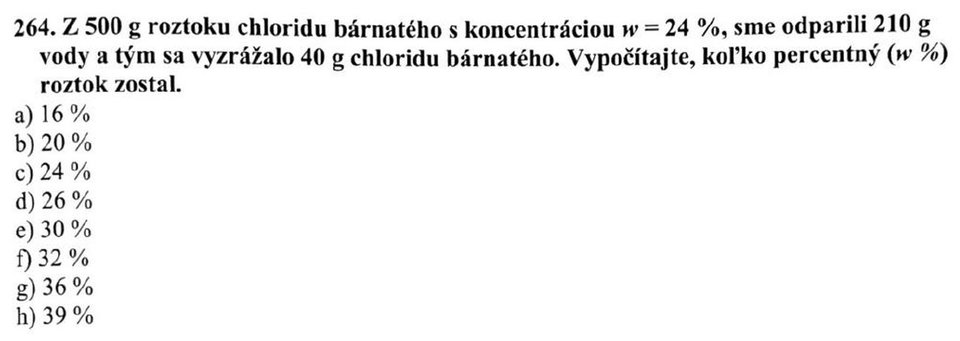 264. Z 500 g roztoku chloridu bárnatého s koncentráciou w = 24 %, sme odparili 210 g
vody a tým sa vyzrážalo 40 g chloridu bárnatého. Vypočítajte, koľko percentný (w %)
roztok zostal.
a) 16 %
b) 20 %
c) 24 %
d) 26 %
e) 30 %
f) 32 %
g) 36 %
h) 39 %